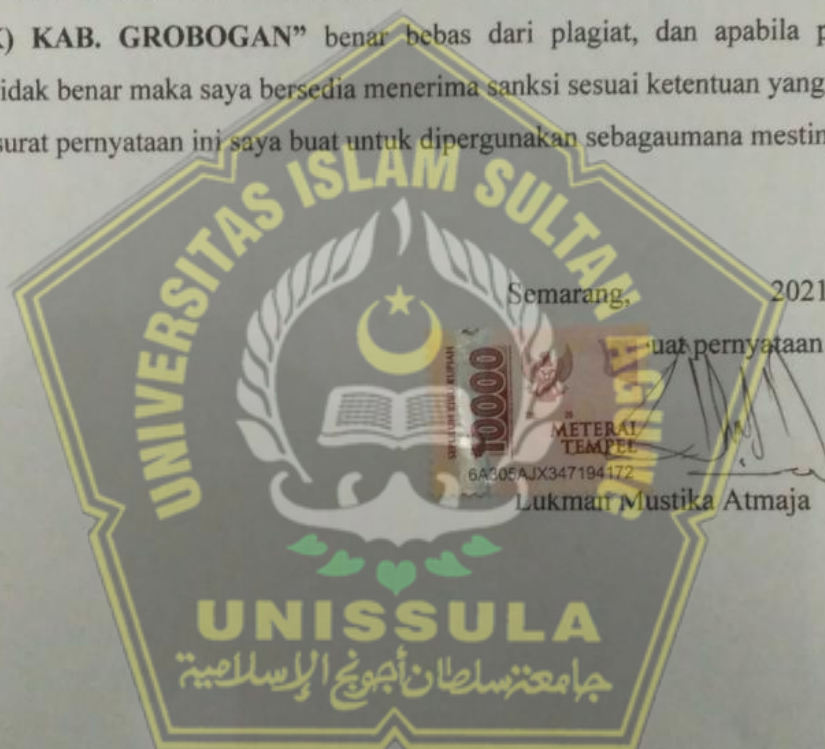 K) KAB. GROBOGAN” benar bebas dari plagiat, dan apabila p
idak benar maka saya bersedia menerima sanksi sesuai ketentuan yang
surat pernyataan ini saya buat untuk dipergunakan sebagaumana mestin
UNIVERSITAS ISLAM SULTAN AGUNG
Semarang, 2021
uat pernyataan
10000
METERAI
TEMPEL
6A305AJX347194172
Lukman Mustika Atmaja
UNISSULA
جامعة سلطان أجونج الإسلامية